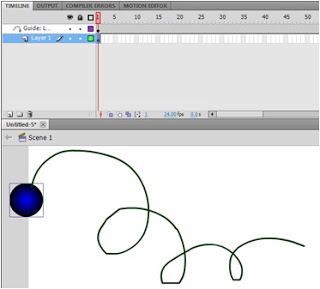 TIMELINE OUTPUT COMPILER ERRORS MOTION EDITOR
1 5 10 15 20 25 30 35 40 45 50
Guide: L...
Layer 1
1 24.00 fps 0.0 s
Untitled-5* ×
Scene 1